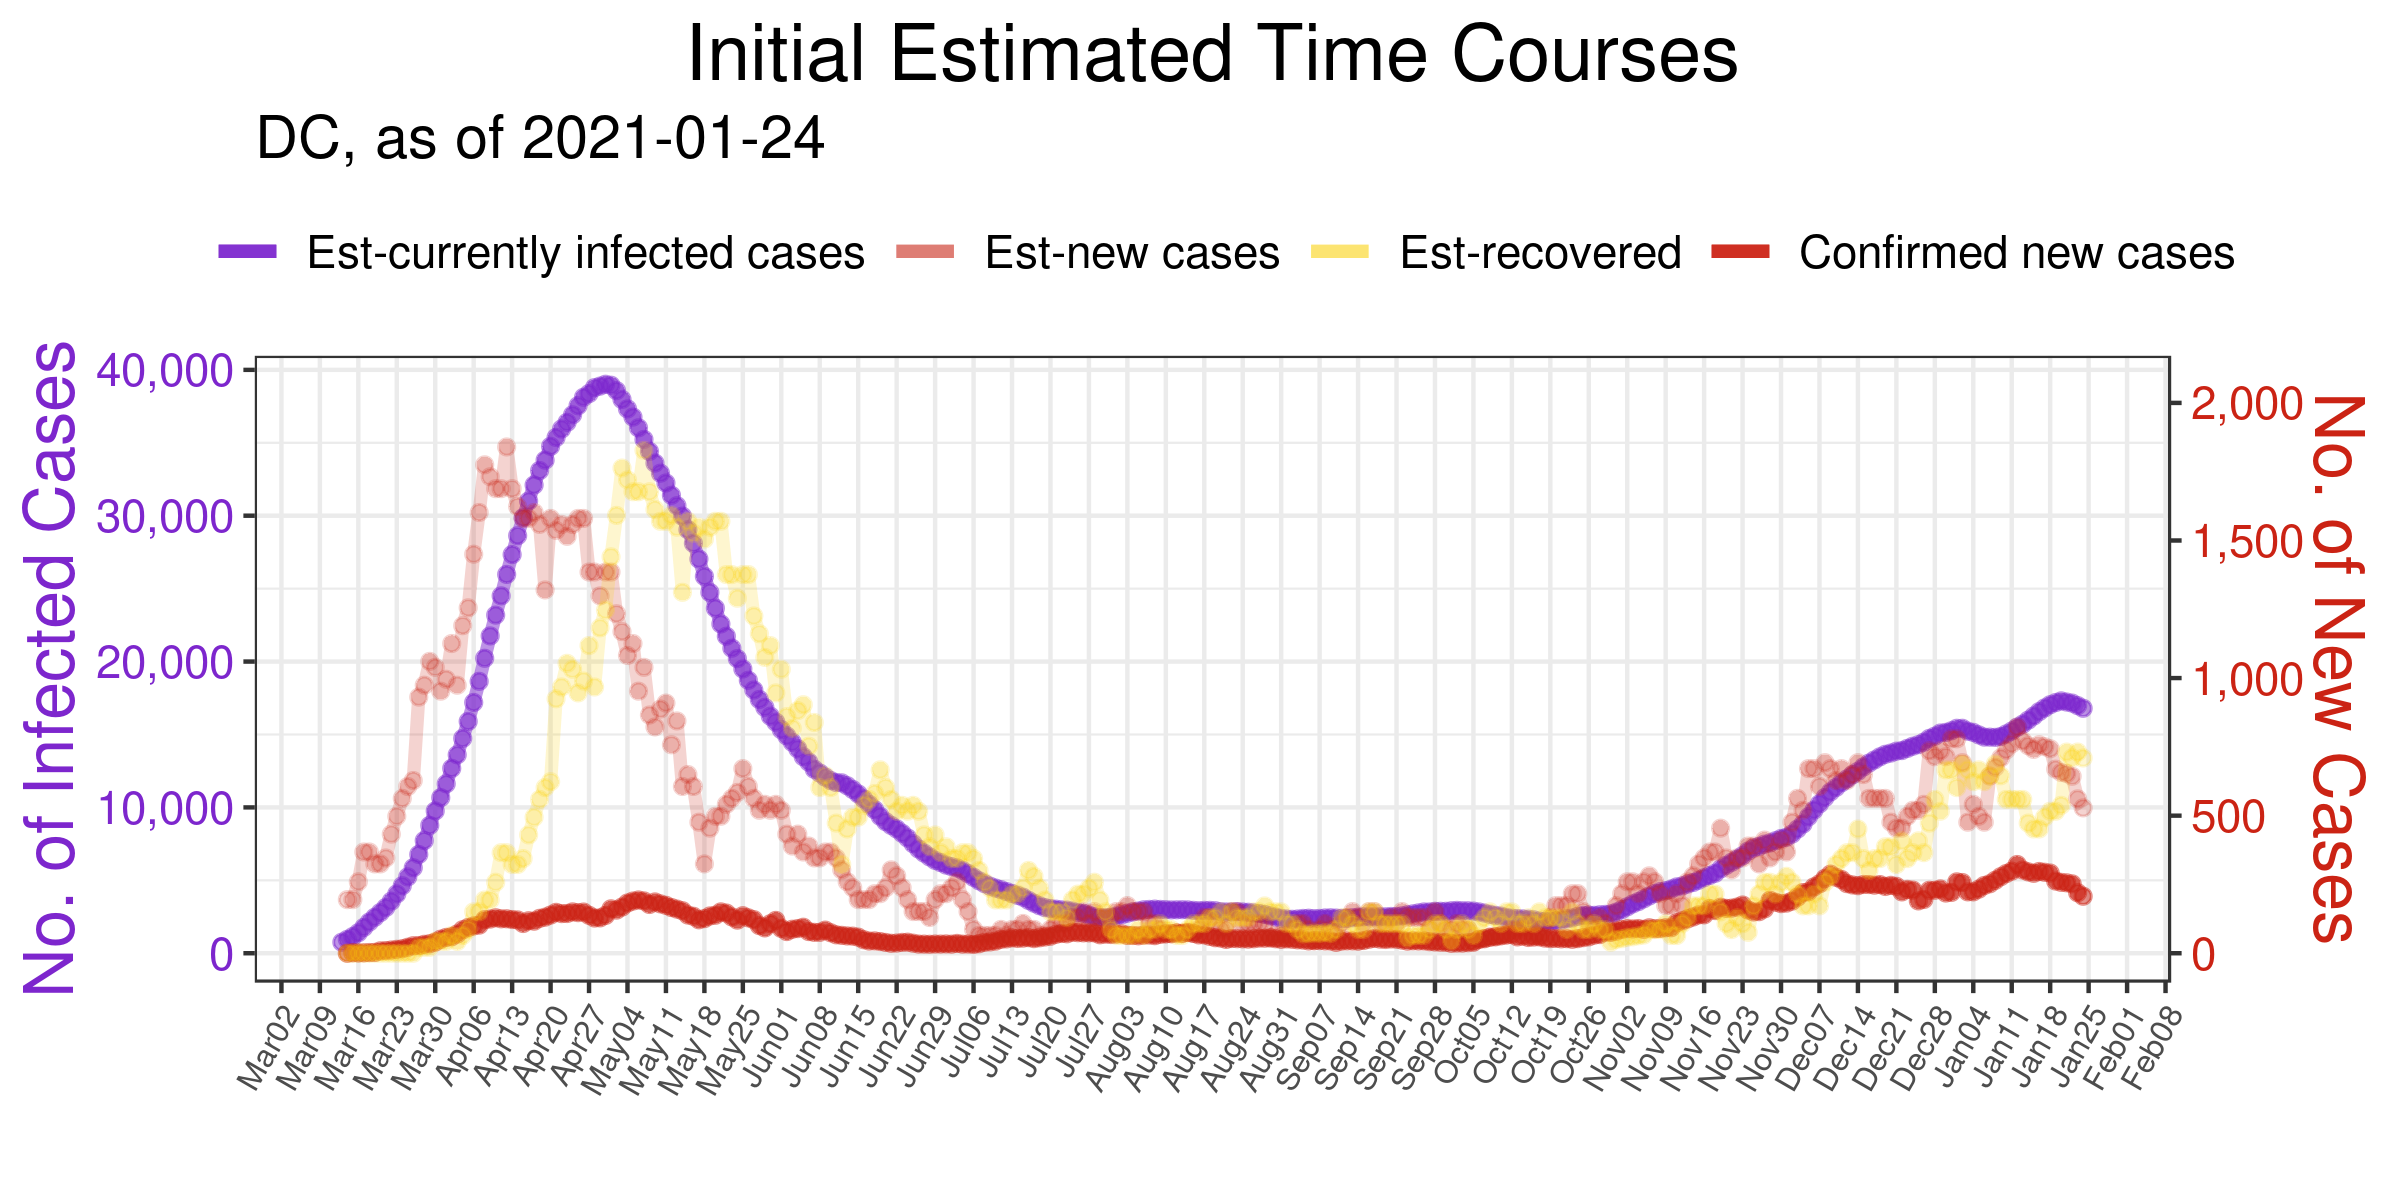 Initial Estimated Time Courses
DC, as of 2021-01-24
Est-currently infected cases Est-new cases Est-recovered Confirmed new cases
No. of Infected Cases
40,000
30,000
20,000
10,000
0
2,000
1,500
1,000
500
0
No. of New Cases
Mar02 Mar09 Mar16 Mar23 Mar30 Apr06 Apr13 Apr20 Apr27 May04 May11 May18 May25 Jun01 Jun08 Jun15 Jun22 Jun29 Jul06 Jul13 Jul20 Jul27 Aug03 Aug10 Aug17 Aug24 Aug31 Sep07 Sep14 Sep21 Sep28 Oct05 Oct12 Oct19 Oct26 Nov02 Nov09 Nov16 Nov23 Nov30 Dec07 Dec14 Dec21 Dec28 Jan04 Jan11 Jan18 Jan25 Feb01 Feb08